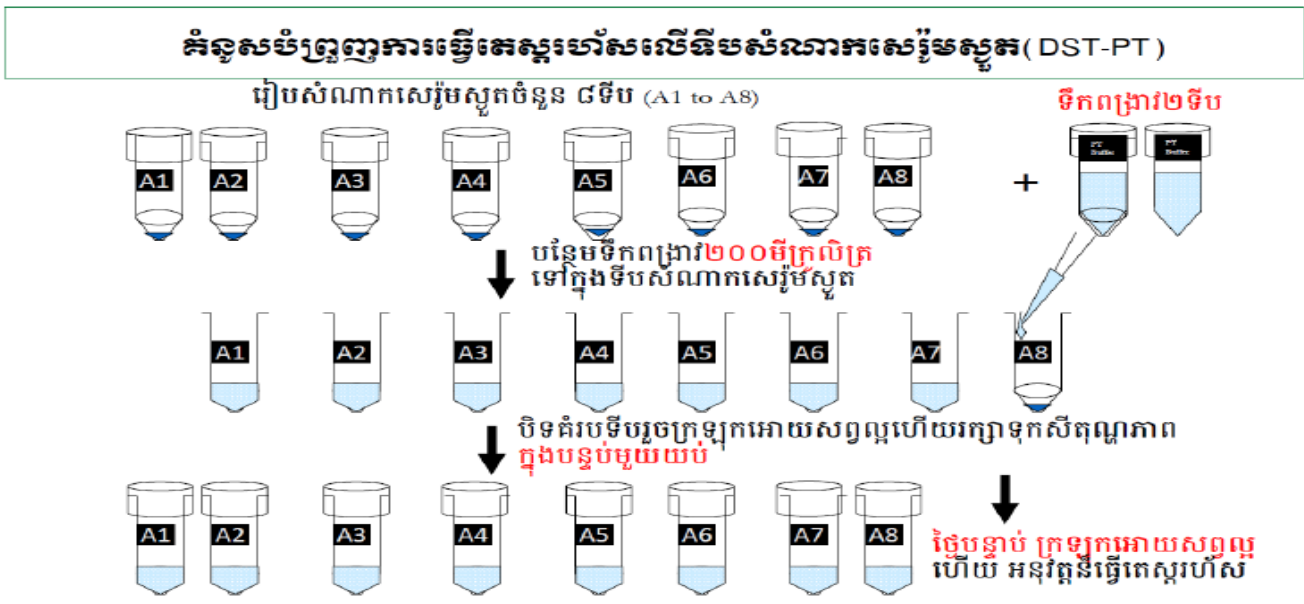 គំនូសបំព្រួញការធ្វើតេស្តរហ័សលើទីបសំណាកសេរ៉ូមស្ងួត(DST-PT)
រៀបសំណាកសេរ៉ូមស្ងួតចំនួន ៨ទីប (A1 to A8)
ទឹកពង្រាវ២ទីប
A1 A2 A3 A4 A5 A6 A7 A8
+
PT Buffer
PT Buffer
បន្ថែមទឹកពង្រាវ២០០មីក្រូលិត្រ
ទៅក្នុងទីបសំណាកសេរ៉ូមស្ងួត
A1 A2 A3 A4 A5 A6 A7 A8
បិទគំរបទីបរួចក្រឡុកអោយសព្វល្អហើយរក្សាទុកសីតុណ្ហភាព
ក្នុងបន្ទប់មួយយប់
A1 A2 A3 A4 A5 A6 A7 A8
ថ្ងៃបន្ទាប់ ក្រឡុកអោយសព្វល្អ
ហើយ អនុវត្តនីធ្វើតេស្តរហ័ស